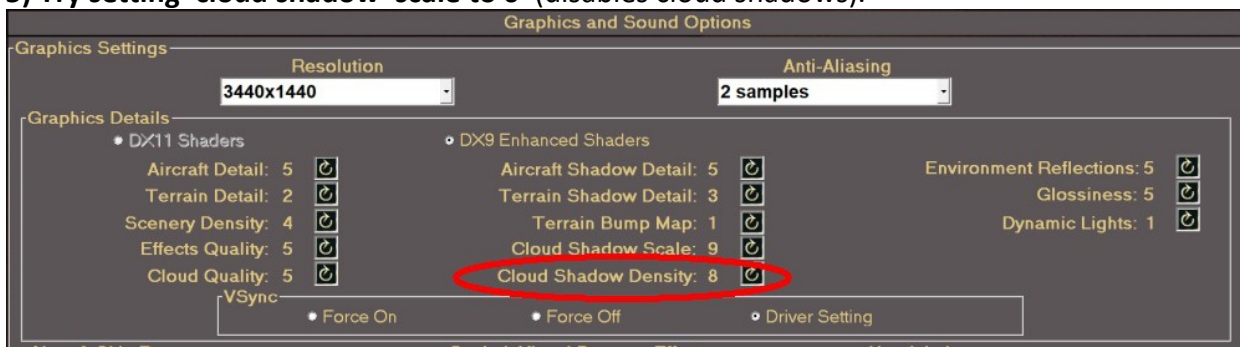 Graphics and Sound Options
Graphics Settings
Resolution Anti-Aliasing
3440x1440 2 samples
Graphics Details
DX11 Shaders DX9 Enhanced Shaders
Aircraft Detail: 5 Aircraft Shadow Detail: 5 Environment Reflections: 5
Terrain Detail: 2 Terrain Shadow Detail: 3 Glossiness: 5
Scenery Density: 4 Terrain Bump Map: 1 Dynamic Lights: 1
Effects Quality: 5 Cloud Shadow Scale: 9
Cloud Quality: 5 Cloud Shadow Density: 8
VSync
Force On Force Off Driver Setting